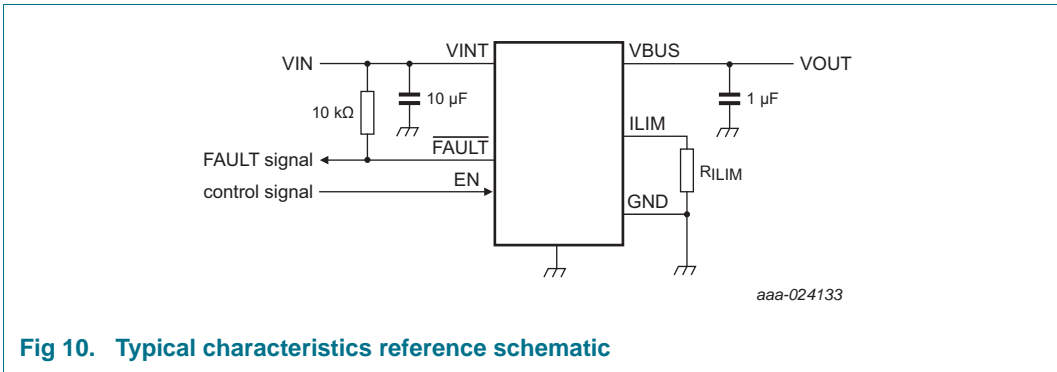 VIN
VINT
VBUS
VOUT
10 kΩ
10 μF
1 μF
ILIM
FAULT signal
FAULT
RILIM
control signal
EN
GND
aaa-024133
Fig 10. Typical characteristics reference schematic